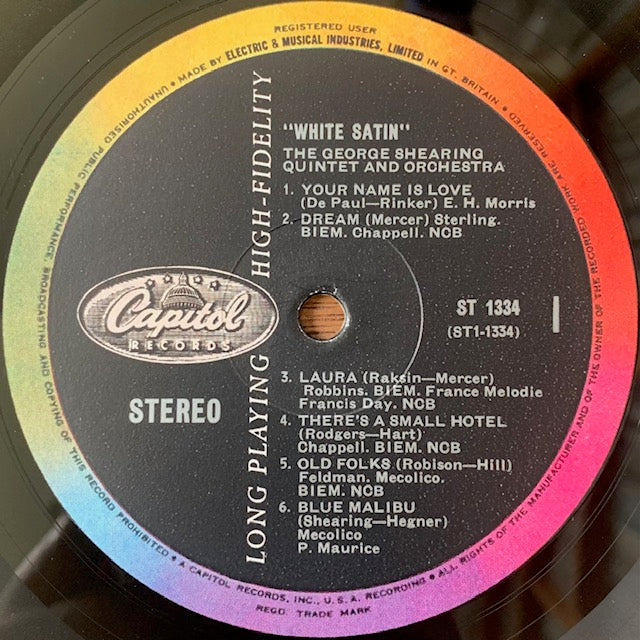 REGISTERED USER
• MADE BY ELECTRIC & MUSICAL INDUSTRIES, LIMITED IN GT. BRITAIN •
ALL RIGHTS OF THE MANUFACTURER AND OF THE OWNER OF THE RECORDED WORK ARE RESERVED
UNAUTHORISED PUBLIC PERFORMANCE, BROADCASTING AND COPYING OF THIS RECORD PROHIBITED •
A CAPITOL RECORDS, INC., U.S.A. RECORDING •
REGD. TRADE MARK
LONG PLAYING HIGH-FIDELITY
"WHITE SATIN"
THE GEORGE SHEARING
QUINTET AND ORCHESTRA
1. YOUR NAME IS LOVE
(De Paul—Rinker) E. H. Morris
2. DREAM (Mercer) Sterling.
BIEM. Chappell. NCB
Capitol
RECORDS
STEREO
ST 1334
(ST1-1334)
1
3. LAURA (Raksin—Mercer)
Robbins. BIEM. France Melodie
Francis Day. NCB
4. THERE'S A SMALL HOTEL
(Rodgers—Hart)
Chappell. BIEM. NCB
5. OLD FOLKS (Robison—Hill)
Feldman. Mecolico.
BIEM. NCB
6. BLUE MALIBU
(Shearing—Hegner)
Mecolico
P. Maurice